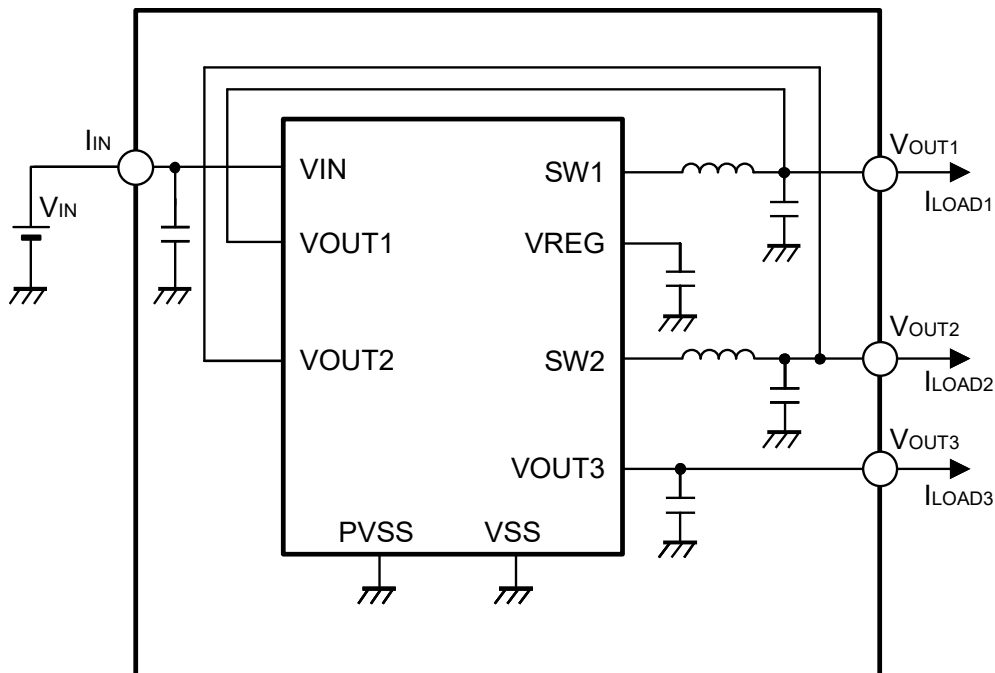 IIN
VIN
VIN
VOUT1
VOUT2
SW1
VREG
SW2
VOUT3
PVSS
VSS
VOUT1
ILOAD1
VOUT2
ILOAD2
VOUT3
ILOAD3